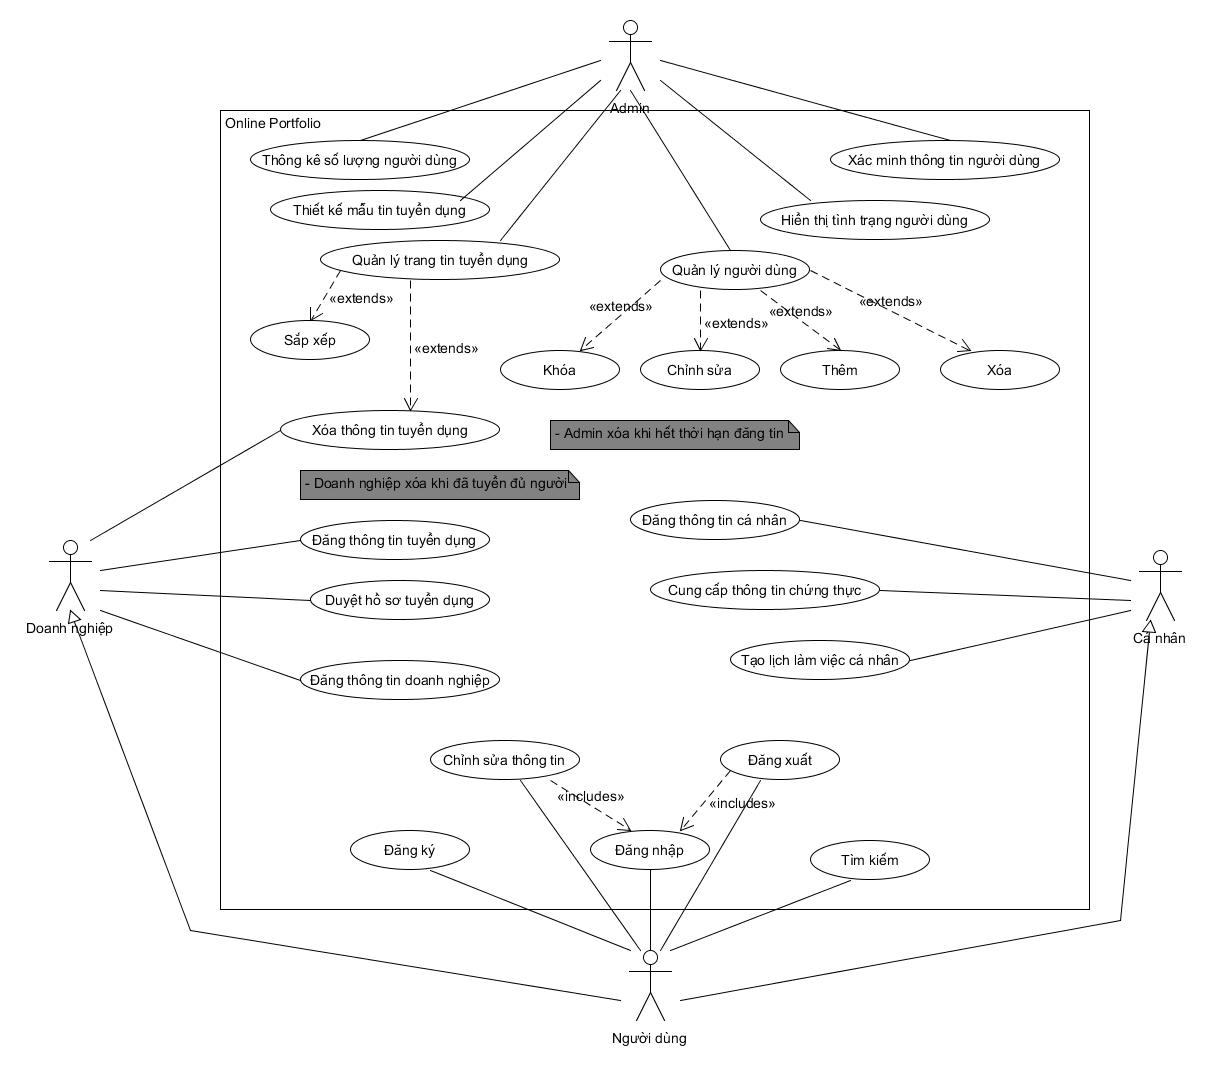 Admin
Online Portfolio
Thông kê số lượng người dùng
Xác minh thông tin người dùng
Thiết kế mẫu tin tuyển dụng
Hiển thị tình trạng người dùng
Quản lý trang tin tuyển dụng
Quản lý người dùng
«extends»
«extends»
«extends»
«extends»
«extends»
«extends»
Sắp xếp
Khóa
Chỉnh sửa
Thêm
Xóa
Xóa thông tin tuyển dụng
- Admin xóa khi hết thời hạn đăng tin
- Doanh nghiệp xóa khi đã tuyển đủ người
Đăng thông tin cá nhân
Đăng thông tin tuyển dụng
Cung cấp thông tin chứng thực
Duyệt hồ sơ tuyển dụng
Doanh nghiệp
Cá nhân
Tạo lịch làm việc cá nhân
Đăng thông tin doanh nghiệp
Chỉnh sửa thông tin
Đăng xuất
«includes»
«includes»
Đăng ký
Đăng nhập
Tìm kiếm
Người dùng